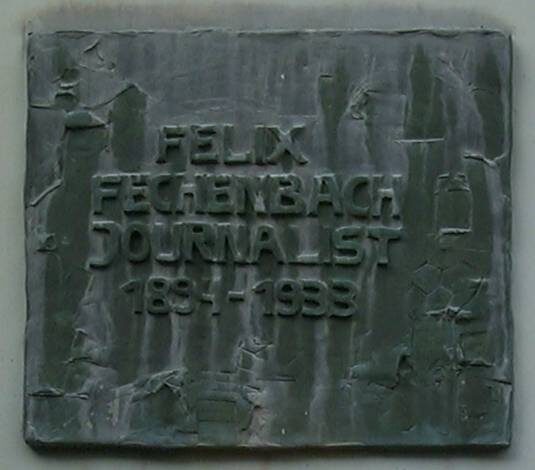 FELIX
FECHENBACH
JOURNALIST
1894-1933